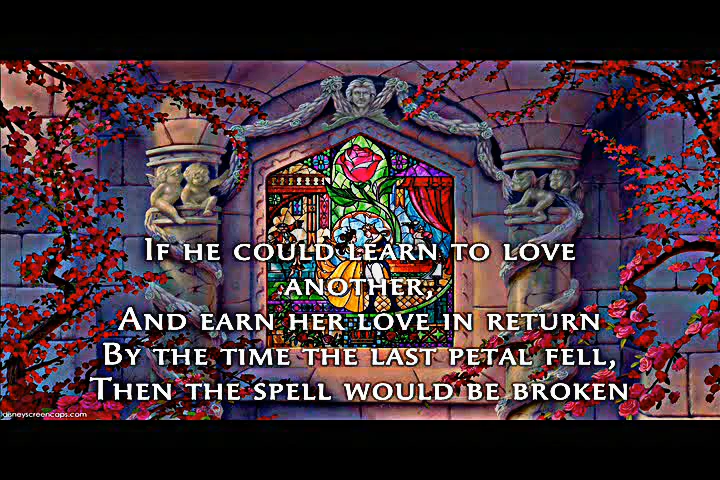 If he could learn to love
another,
And earn her love in return
By the time the last petal fell,
Then the spell would be broken
disneyscreencaps.com